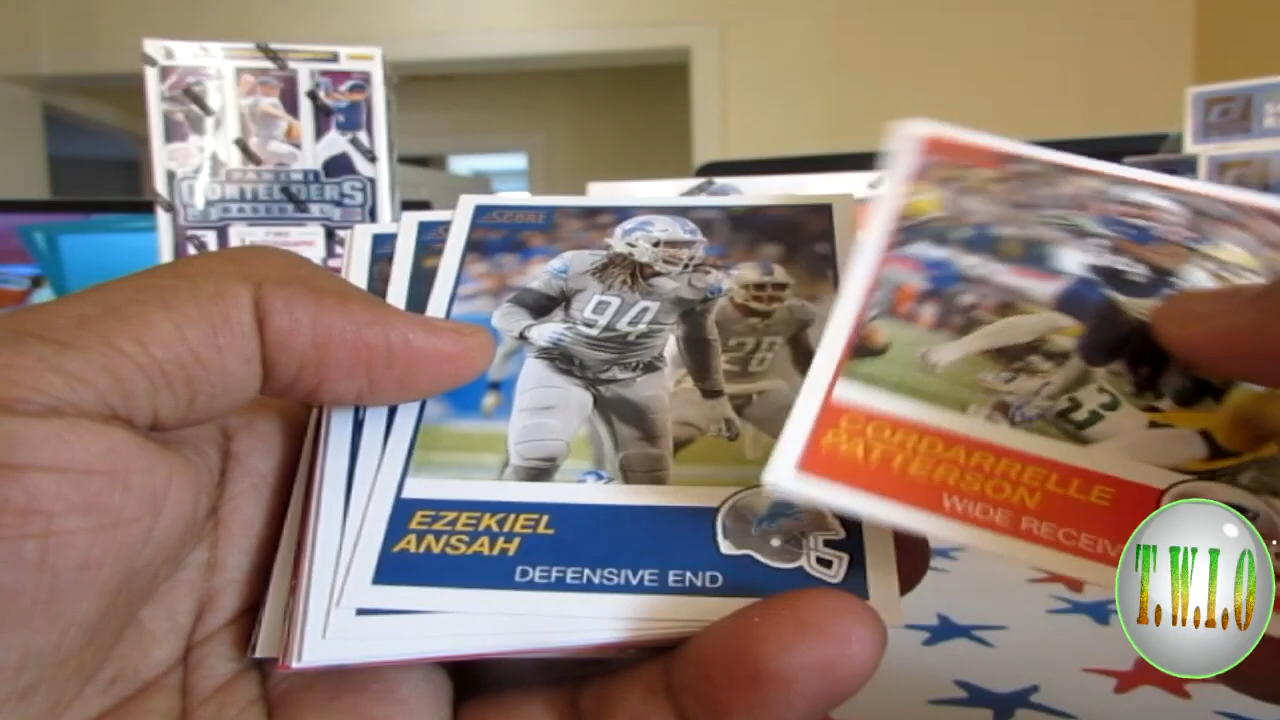 PANINI
CONTENDERS
BASEBALL
SCORE
94
28
EZEKIEL
ANSAH
DEFENSIVE END
23
CORDARRELLE
PATTERSON
WIDE RECEIV
T.W.I.O